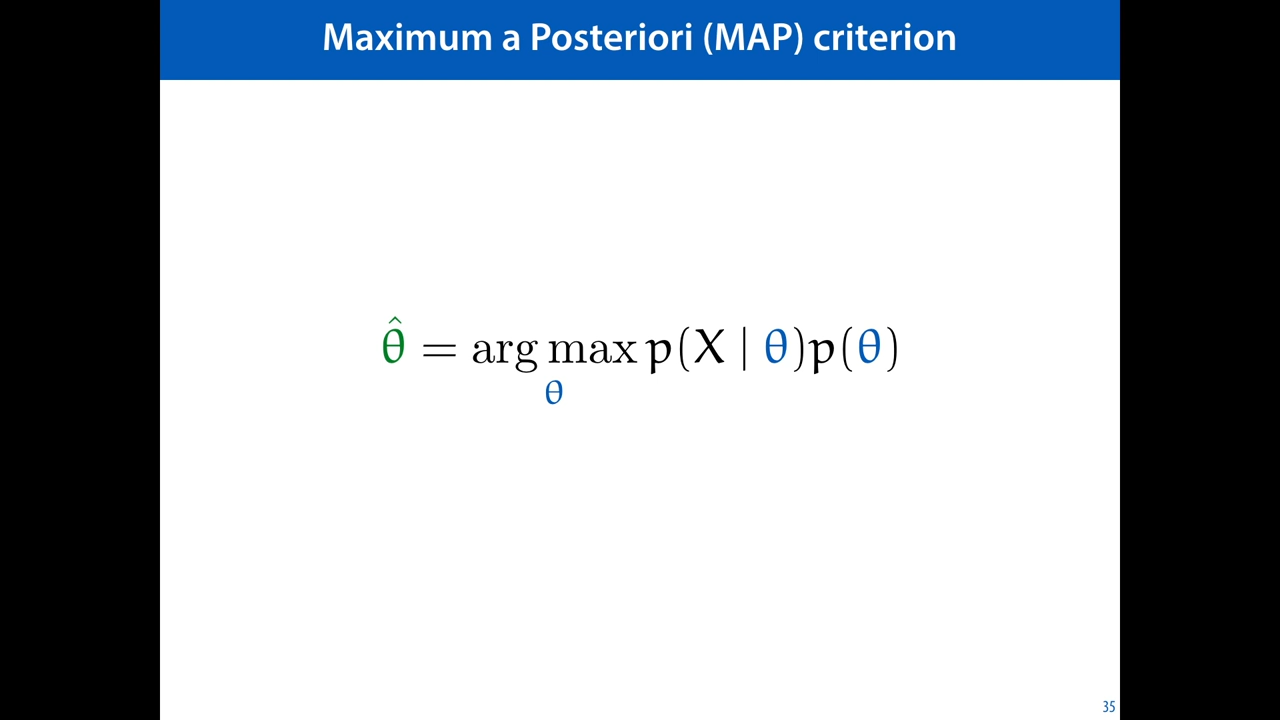 Maximum a Posteriori (MAP) criterion
θ̂ = arg max p(X | θ)p(θ)
θ
35